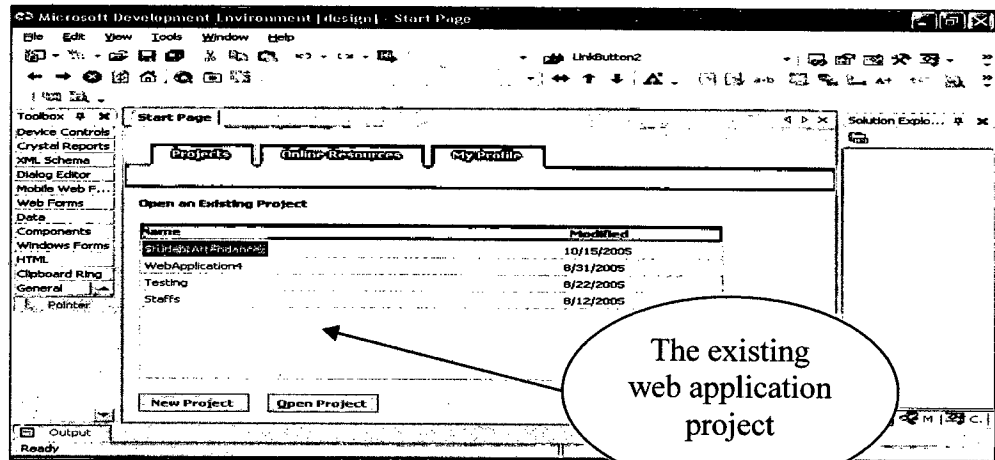 Microsoft Development Environment [design] - Start Page
File Edit View Tools Window Help
LinkButton2
Toolbox
Start Page
Solution Explo...
Device Controls
Crystal Reports
XML Schema
Dialog Editor
Mobile Web F...
Web Forms
Data
Components
Windows Forms
HTML
Clipboard Ring
General
Pointer
Projects
Online Resources
My Profile
Open an Existing Project
Name Modified
StudentAttendance 10/15/2005
WebApplication4 8/31/2005
Testing 8/22/2005
Staffs 8/12/2005
New Project Open Project
The existing
web application
project
Output
Ready